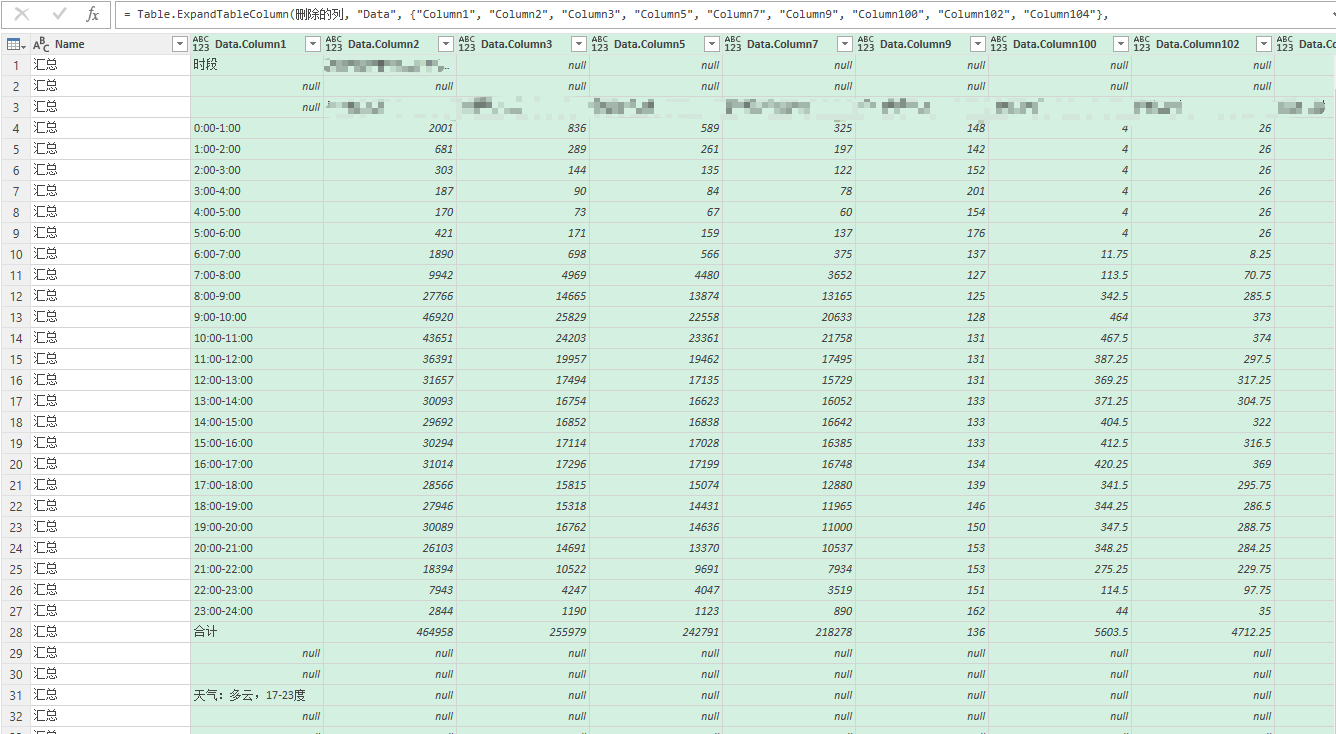 fx = Table.ExpandTableColumn(删除的列, "Data", {"Column1", "Column2", "Column3", "Column5", "Column7", "Column9", "Column100", "Column102", "Column104"},
ABC Name ABC 123 Data.Column1 ABC 123 Data.Column2 ABC 123 Data.Column3 ABC 123 Data.Column5 ABC 123 Data.Column7 ABC 123 Data.Column9 ABC 123 Data.Column100 ABC 123 Data.Column102 ABC 123 Data.Co
1 汇总 时段 ... null null null null null null null
2 汇总 null null null null null null null null null
3 汇总 null
4 汇总 0:00-1:00 2001 836 589 325 148 4 26
5 汇总 1:00-2:00 681 289 261 197 142 4 26
6 汇总 2:00-3:00 303 144 135 122 152 4 26
7 汇总 3:00-4:00 187 90 84 78 201 4 26
8 汇总 4:00-5:00 170 73 67 60 154 4 26
9 汇总 5:00-6:00 421 171 159 137 176 4 26
10 汇总 6:00-7:00 1890 698 566 375 137 11.75 8.25
11 汇总 7:00-8:00 9942 4969 4480 3652 127 113.5 70.75
12 汇总 8:00-9:00 27766 14665 13874 13165 125 342.5 285.5
13 汇总 9:00-10:00 46920 25829 22558 20633 128 464 373
14 汇总 10:00-11:00 43651 24203 23361 21758 131 467.5 374
15 汇总 11:00-12:00 36391 19957 19462 17495 131 387.25 297.5
16 汇总 12:00-13:00 31657 17494 17135 15729 131 369.25 317.25
17 汇总 13:00-14:00 30093 16754 16623 16052 133 371.25 304.75
18 汇总 14:00-15:00 29692 16852 16838 16642 133 404.5 322
19 汇总 15:00-16:00 30294 17114 17028 16385 133 412.5 316.5
20 汇总 16:00-17:00 31014 17296 17199 16748 134 420.25 369
21 汇总 17:00-18:00 28566 15815 15074 12880 139 341.5 295.75
22 汇总 18:00-19:00 27946 15318 14431 11965 146 344.25 286.5
23 汇总 19:00-20:00 30089 16762 14636 11000 150 347.5 288.75
24 汇总 20:00-21:00 26103 14691 13370 10537 153 348.25 284.25
25 汇总 21:00-22:00 18394 10522 9691 7934 153 275.25 229.75
26 汇总 22:00-23:00 7943 4247 4047 3519 151 114.5 97.75
27 汇总 23:00-24:00 2844 1190 1123 890 162 44 35
28 汇总 合计 464958 255979 242791 218278 136 5603.5 4712.25
29 汇总 null null null null null null null null
30 汇总 null null null null null null null null
31 汇总 天气：多云，17-23度 null null null null null null null
32 汇总 null null null null null null null null